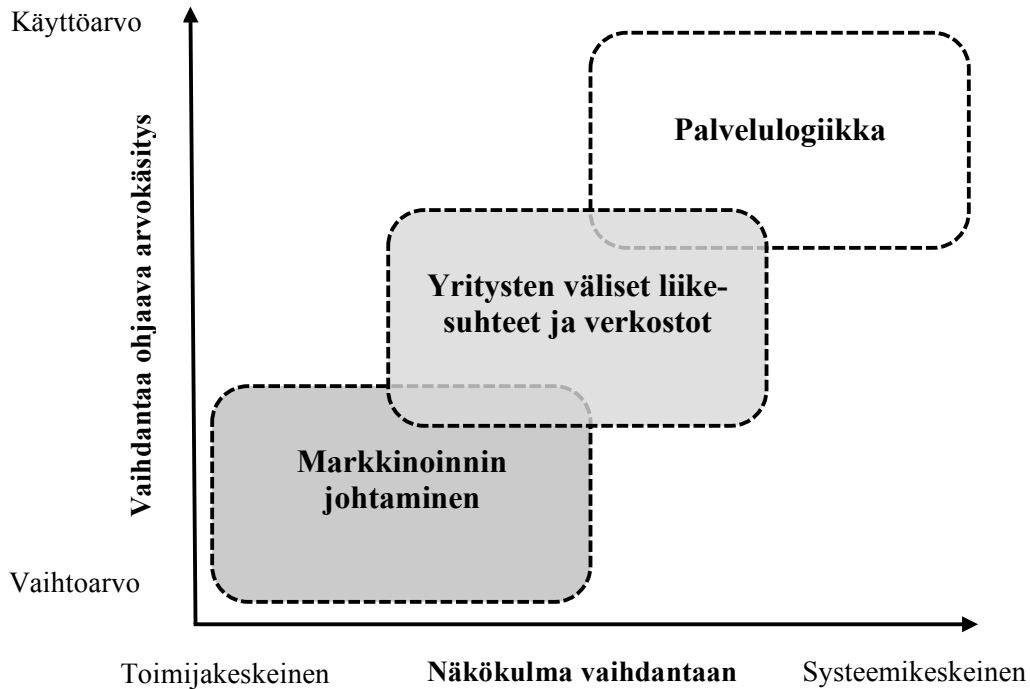 Käyttöarvo
Palvelulogiikka
Vaihdantaa ohjaava arvokäsitys
Yritysten väliset liike-
suhteet ja verkostot
Markkinoinnin
johtaminen
Vaihtoarvo
Toimijakeskeinen
Näkökulma vaihdantaan
Systeemikeskeinen